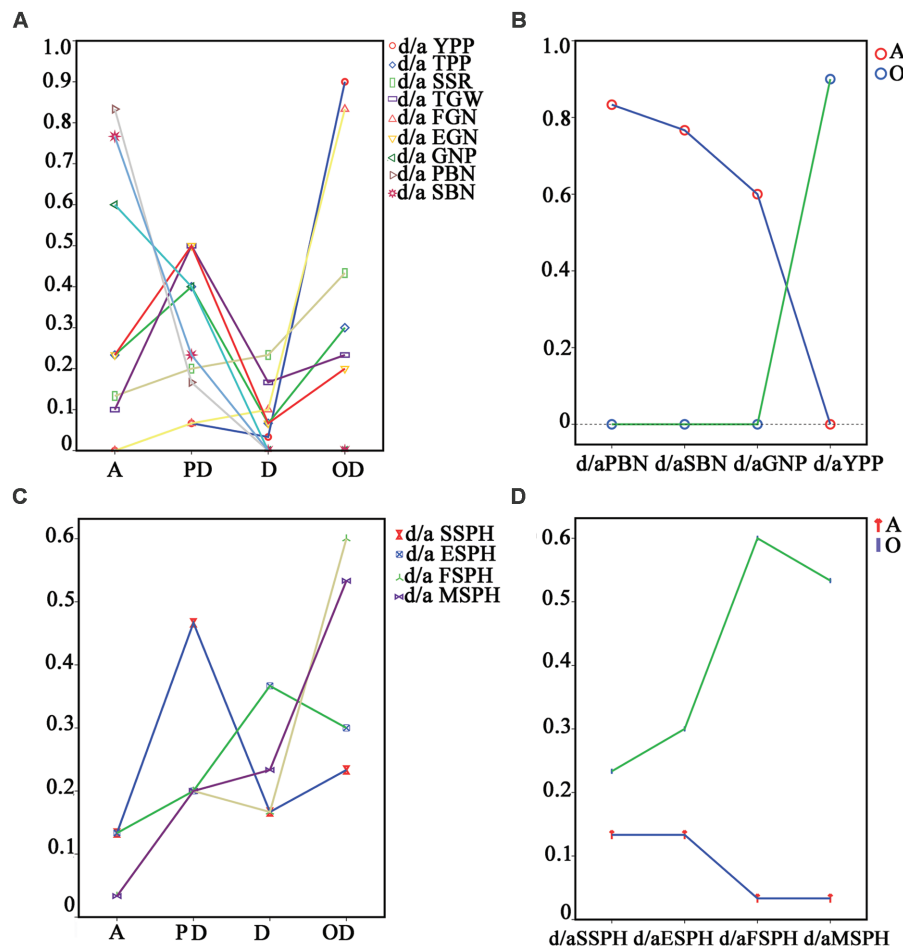 A
1.0
0.9
0.8
0.7
0.6
0.5
0.4
0.3
0.2
0.1
0
A PD D OD
d/a YPP
d/a TPP
d/a SSR
d/a TGW
d/a FGN
d/a EGN
d/a GNP
d/a PBN
d/a SBN
B
1.0
0.8
0.6
0.4
0.2
0
d/aPBN d/aSBN d/aGNP d/aYPP
A
O
C
0.6
0.5
0.4
0.3
0.2
0.1
0
A PD D OD
d/a SSPH
d/a ESPH
d/a FSPH
d/a MSPH
D
0.6
0.5
0.4
0.3
0.2
0.1
0
d/aSSPH d/aESPH d/aFSPH d/aMSPH
A
O